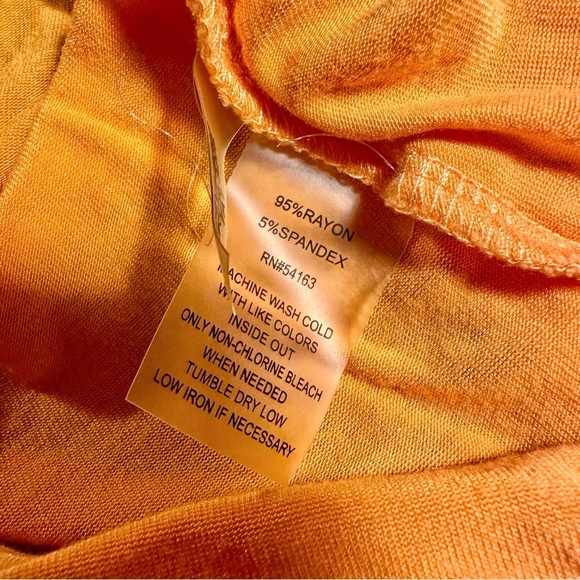 95%RAYON
5%SPANDEX
RN#54163
MACHINE WASH COLD
WITH LIKE COLORS
INSIDE OUT
ONLY NON-CHLORINE BLEACH
WHEN NEEDED
TUMBLE DRY LOW
LOW IRON IF NECESSARY